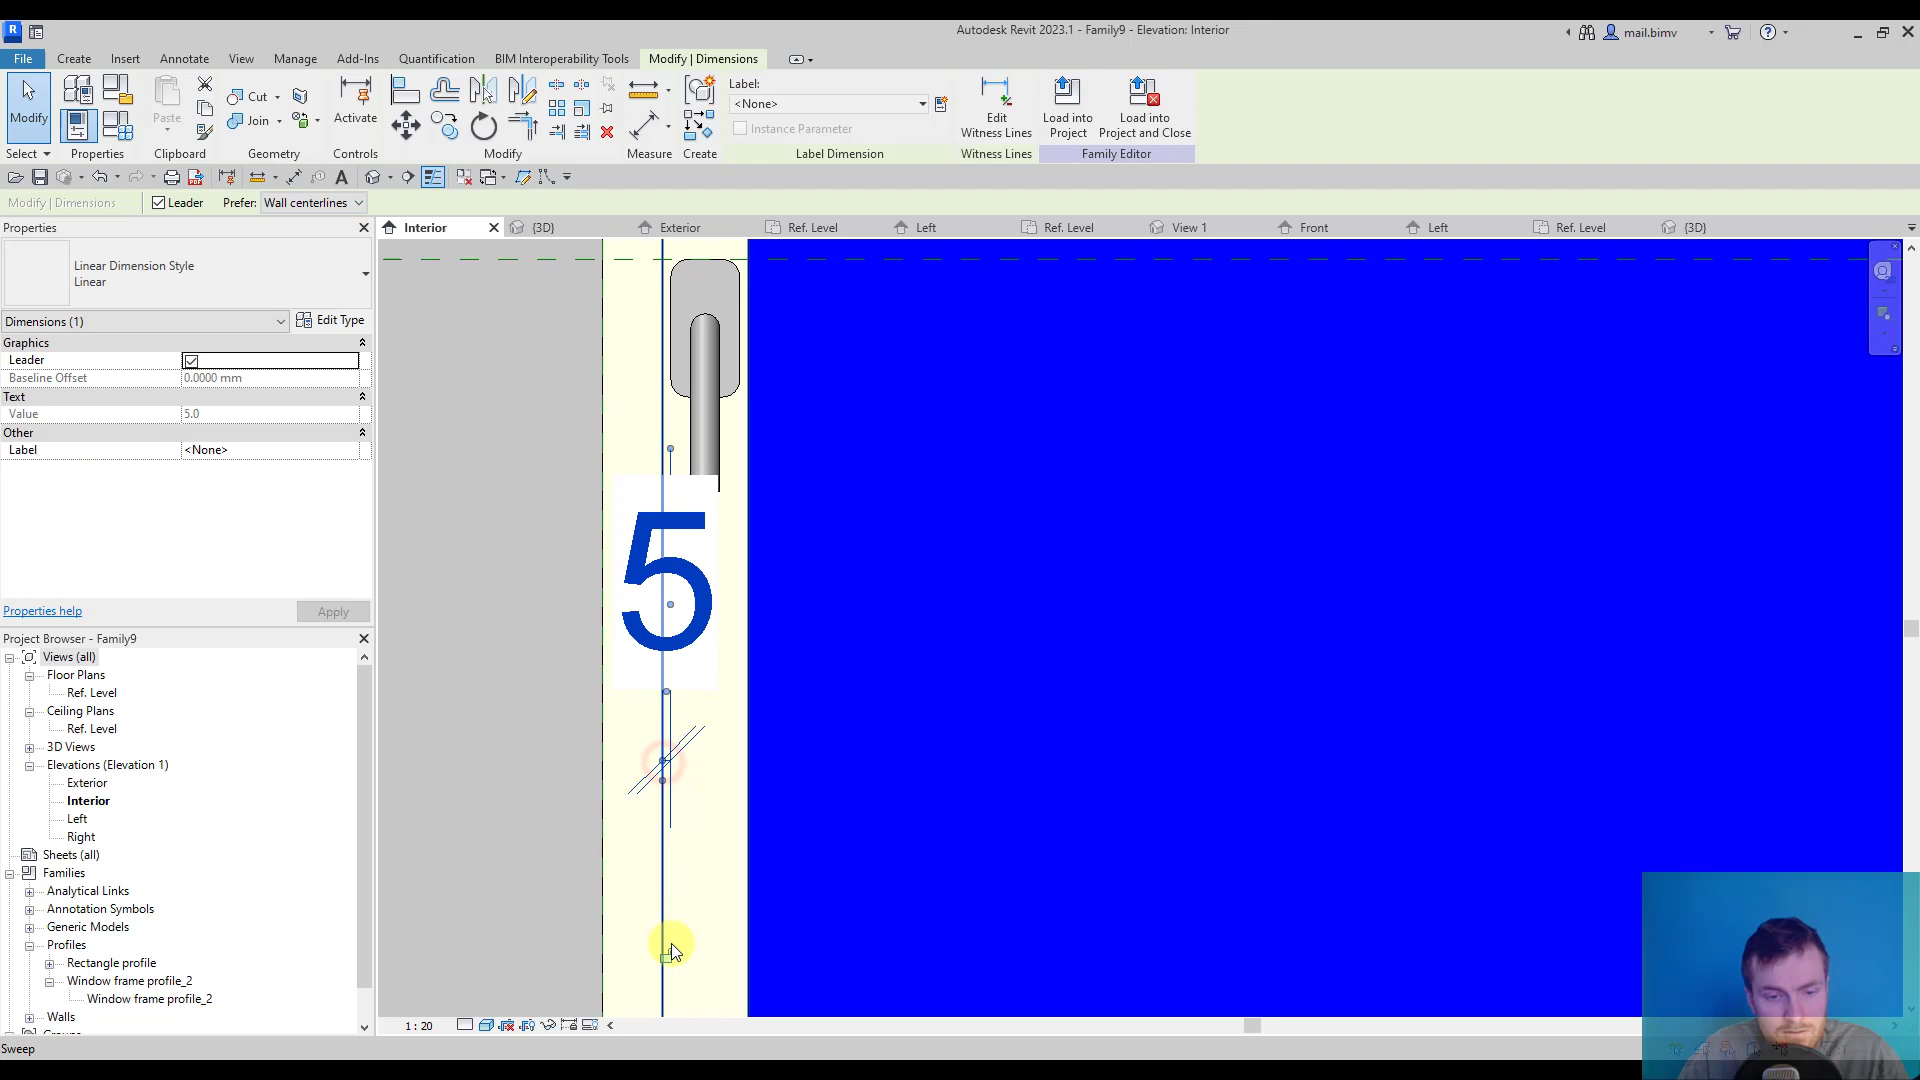 Autodesk Revit 2023.1 - Family9 - Elevation: Interior
mail.bimv
File Create Insert Annotate View Manage Add-Ins Quantification BIM Interoperability Tools Modify | Dimensions
Modify
Paste
Cut
Join
Activate
Label:
<None>
Instance Parameter
Edit
Witness Lines
Load into
Project
Load into
Project and Close
Select Properties Clipboard Geometry Controls Modify Measure Create Label Dimension Witness Lines Family Editor
Modify | Dimensions Leader Prefer: Wall centerlines
Properties
Interior {3D} Exterior Ref. Level Left Ref. Level View 1 Front Left Ref. Level {3D}
Linear Dimension Style
Linear
Dimensions (1) Edit Type
Graphics
Leader
Baseline Offset 0.0000 mm
Text
Value 5.0
Other
Label <None>
5
Properties help Apply
Project Browser - Family9
Views (all)
Floor Plans
Ref. Level
Ceiling Plans
Ref. Level
3D Views
Elevations (Elevation 1)
Exterior
Interior
Left
Right
Sheets (all)
Families
Analytical Links
Annotation Symbols
Generic Models
Profiles
Rectangle profile
Window frame profile_2
Window frame profile_2
Walls
1 : 20
Sweep